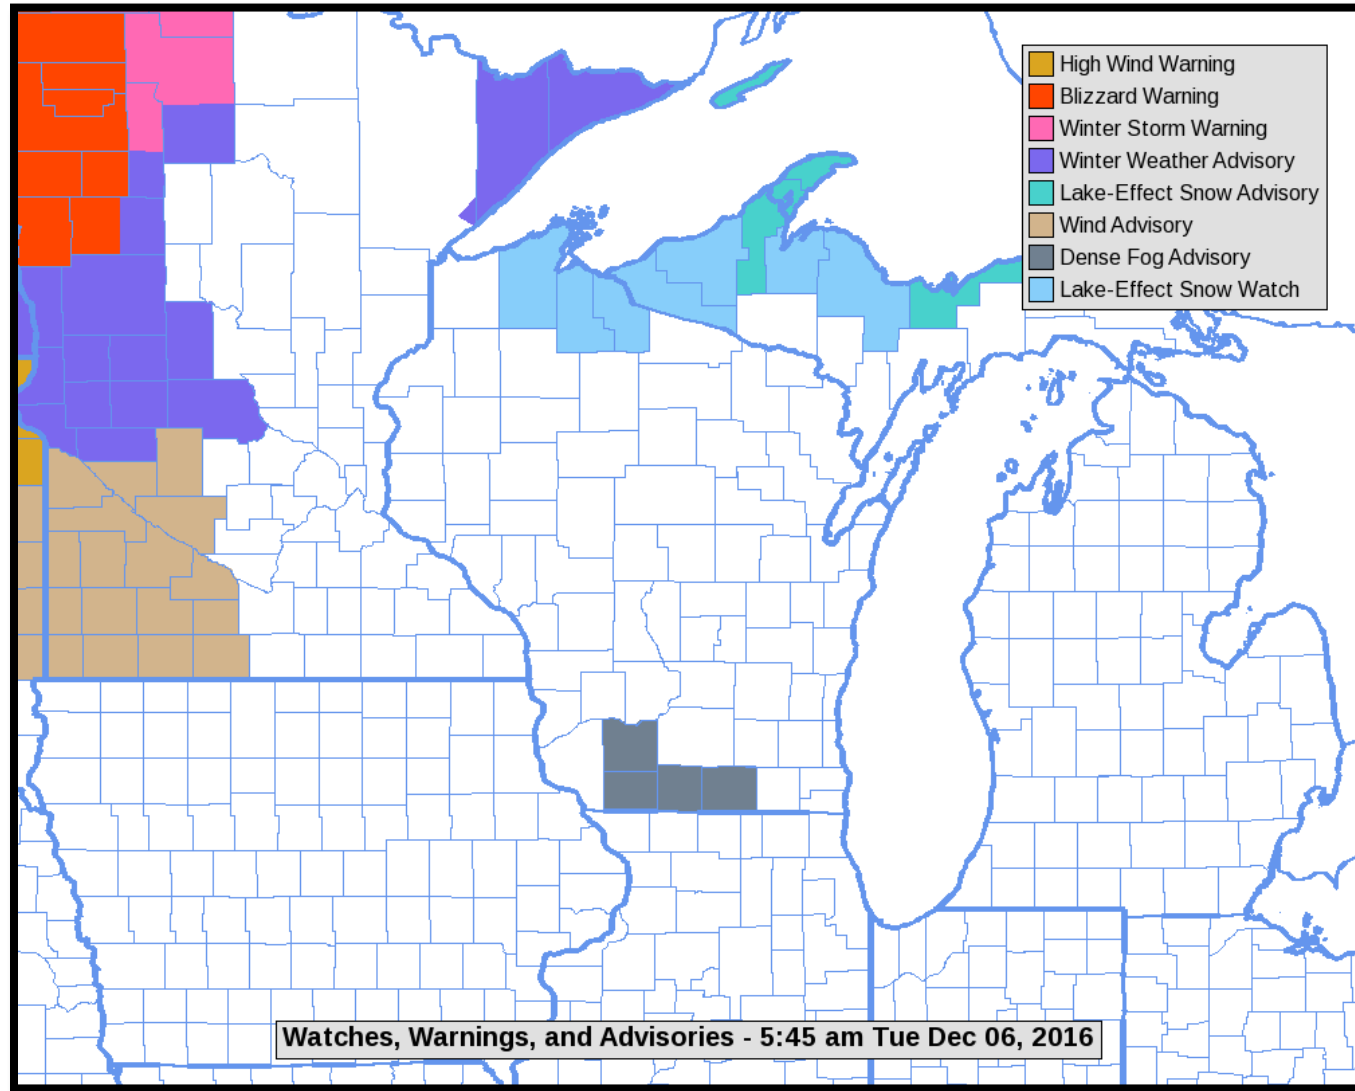 High Wind Warning
Blizzard Warning
Winter Storm Warning
Winter Weather Advisory
Lake-Effect Snow Advisory
Wind Advisory
Dense Fog Advisory
Lake-Effect Snow Watch
Watches, Warnings, and Advisories - 5:45 am Tue Dec 06, 2016